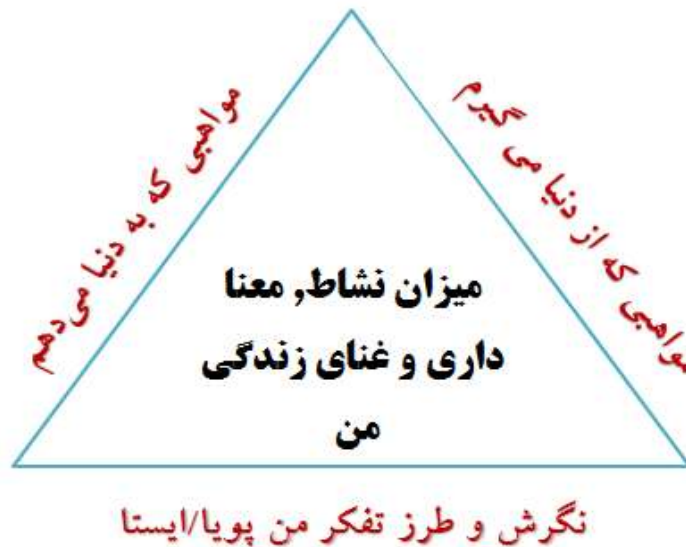 مواهبی که از دنیا می گیرم
مواهبی که به دنیا می‌دهم
میزان نشاط, معنا
داری و غنای زندگی
من
نگرش و طرز تفکر من پویا/ایستا